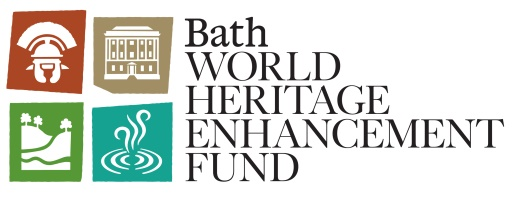 Bath
WORLD
HERITAGE
ENHANCEMENT
FUND